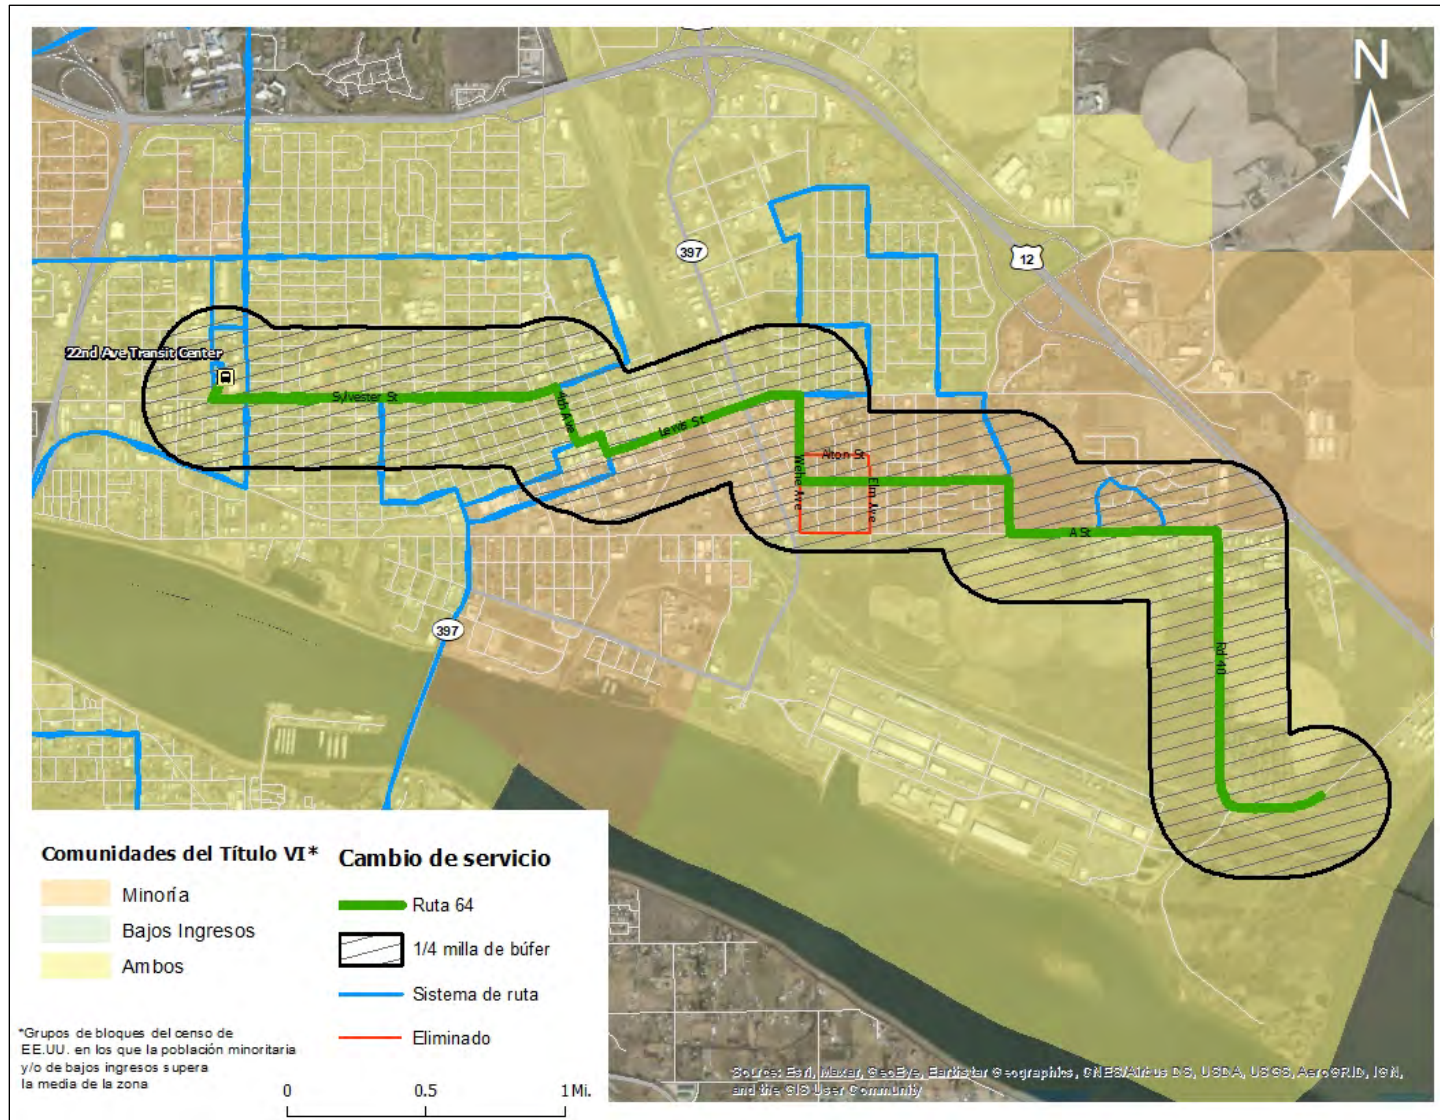 N
397
12
22nd Ave Transit Center
Sylvester St
4th Ave
Lewis St
Wehe Ave
Alton St
Elm Ave
A St
Rd 40
397
Comunidades del Título VI*
Minoría
Bajos Ingresos
Ambos
*Grupos de bloques del censo de
EE.UU. en los que la población minoritaria
y/o de bajos ingresos supera
la media de la zona
Cambio de servicio
Ruta 64
1/4 milla de búfer
Sistema de ruta
Eliminado
0 0.5 1 Mi.
Source: Esri, Maxar, GeoEye, Earthstar Geographics, CNES/Airbus DS, USDA, USGS, AeroGRID, IGN,
and the GIS User Community